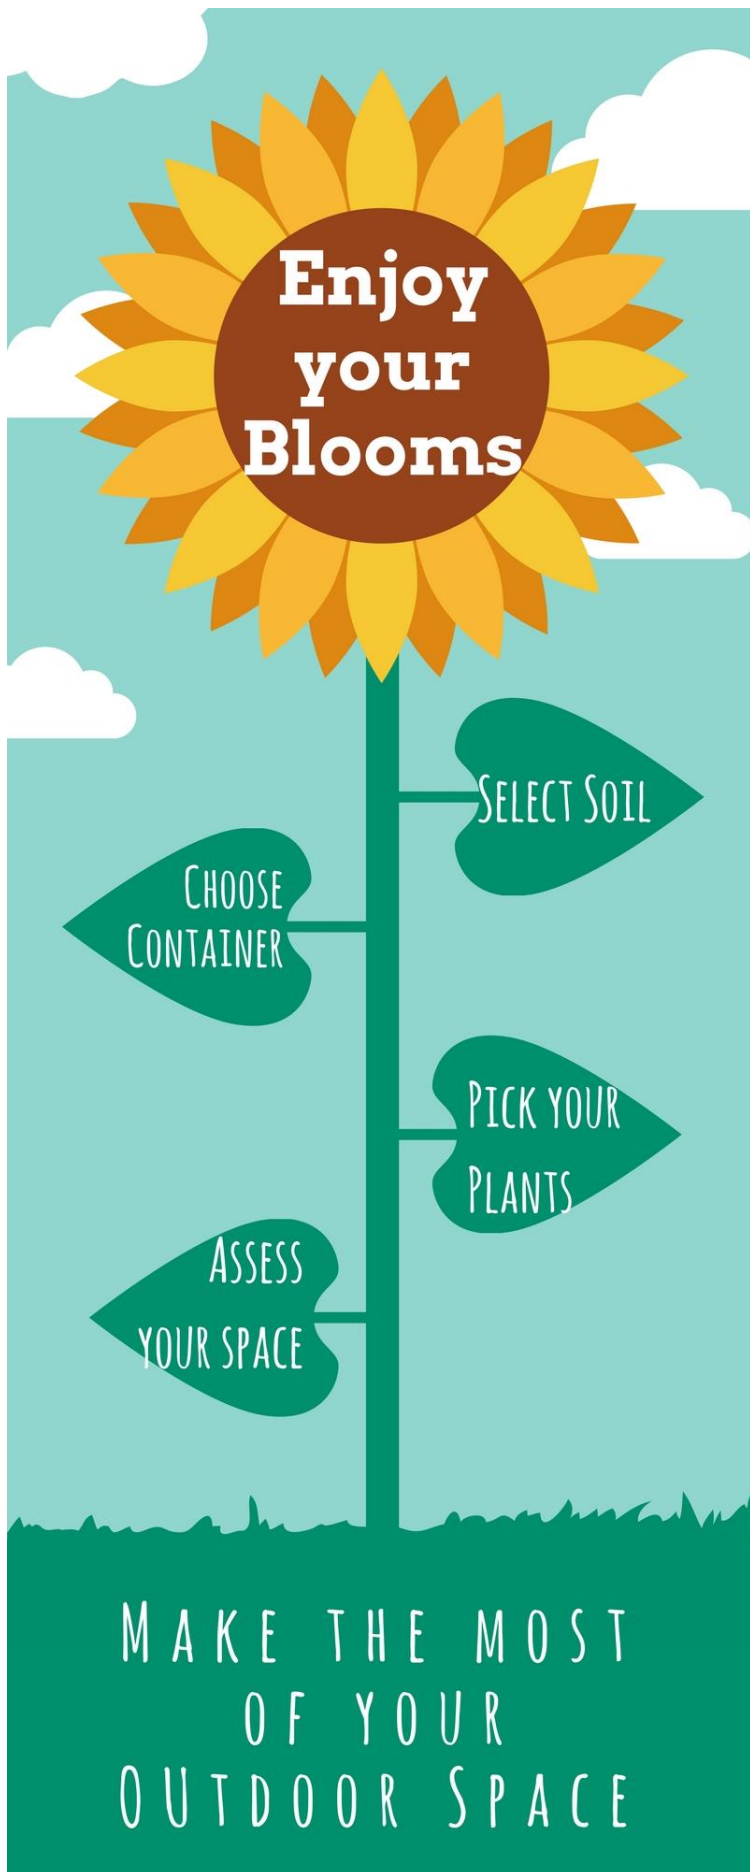 Enjoy
your
Blooms
Select Soil
Choose
Container
Pick your
Plants
Assess
your space
Make the most
of your
Outdoor Space